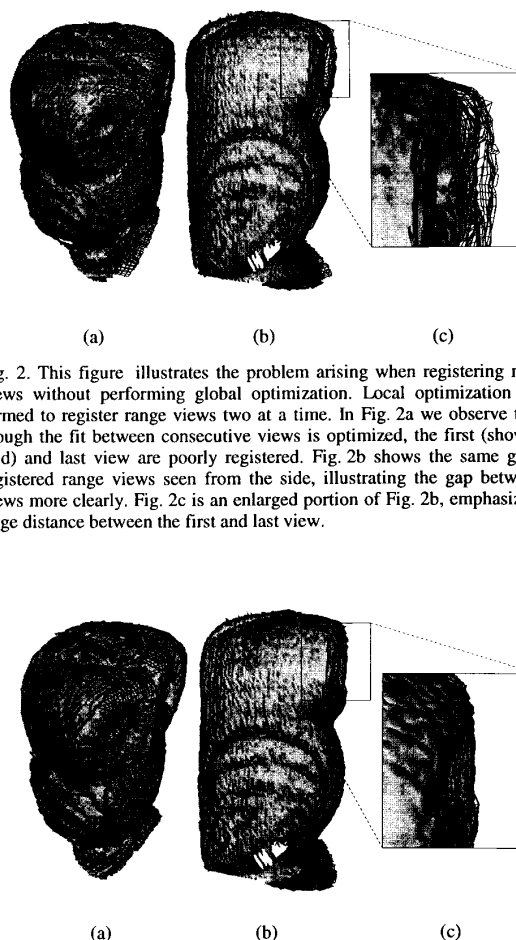 (a) (b) (c)
g. 2. This figure illustrates the problem arising when registering
ews without performing global optimization. Local optimization
rmed to register range views two at a time. In Fig. 2a we observe
ough the fit between consecutive views is optimized, the first (show
d) and last view are poorly registered. Fig. 2b shows the same g
gistered range views seen from the side, illustrating the gap betw
ews more clearly. Fig. 2c is an enlarged portion of Fig. 2b, emphasiz
ge distance between the first and last view.
(a) (b) (c)